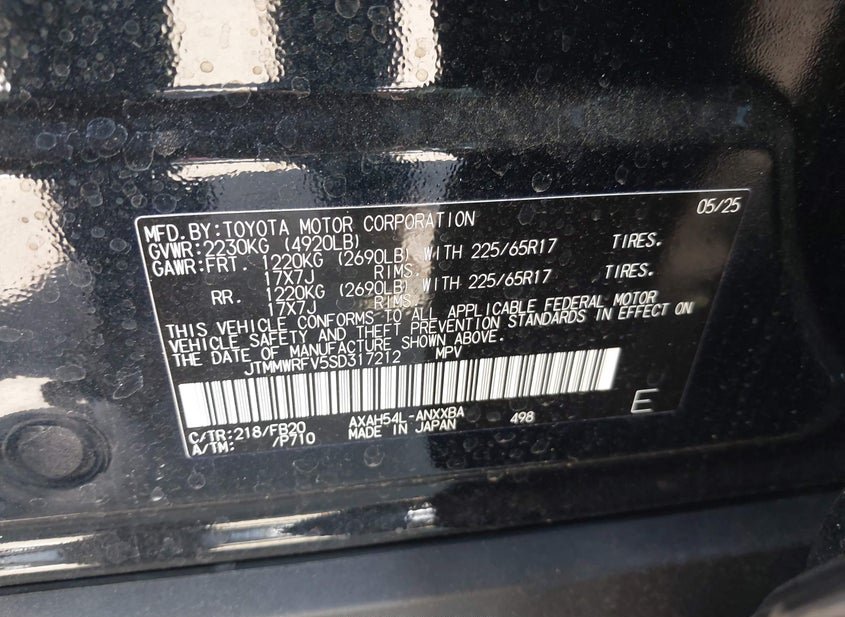 05/25
MFD.BY:TOYOTA MOTOR CORPORATION
GVWR:2230KG (4920LB)
GAWR:FRT. 1220KG (2690LB) WITH 225/65R17 TIRES.
17X7J RIMS.
RR. 1220KG (2690LB) WITH 225/65R17 TIRES.
17X7J RIMS.
THIS VEHICLE CONFORMS TO ALL APPLICABLE FEDERAL MOTOR
VEHICLE SAFETY AND THEFT PREVENTION STANDARDS IN EFFECT ON
THE DATE OF MANUFACTURE SHOWN ABOVE.
JTMMWRFV5SD317212 MPV
E
C/TR:218/FB20 AXAH54L-ANXXBA 498
A/TM: /P710 MADE IN JAPAN